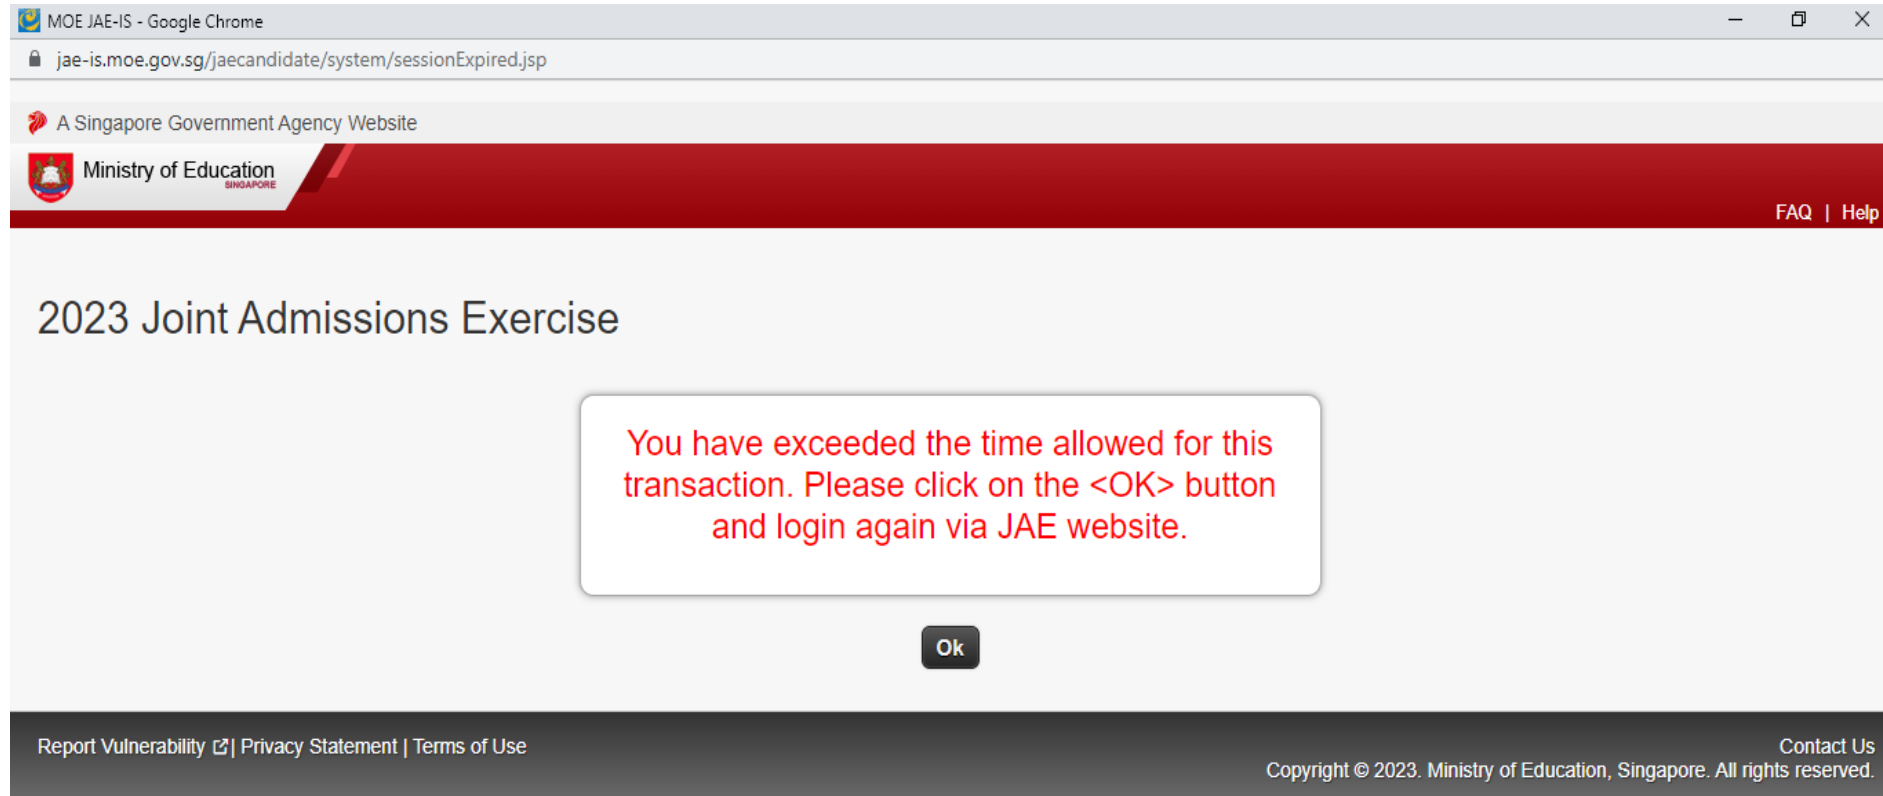 MOE JAE-IS - Google Chrome
jae-is.moe.gov.sg/jaecandidate/system/sessionExpired.jsp
A Singapore Government Agency Website
Ministry of Education
SINGAPORE
FAQ | Help
2023 Joint Admissions Exercise
You have exceeded the time allowed for this
transaction. Please click on the <OK> button
and login again via JAE website.
Ok
Report Vulnerability | Privacy Statement | Terms of Use
Contact Us
Copyright © 2023. Ministry of Education, Singapore. All rights reserved.